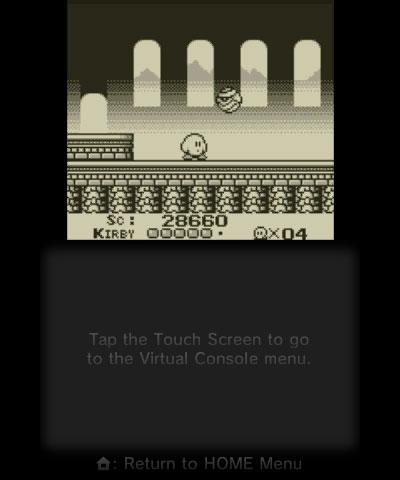 Sc: 28660
KIRBY ×04
Tap the Touch Screen to go
to the Virtual Console menu.
: Return to HOME Menu